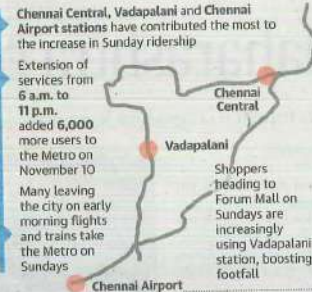 Chennai Central, Vadapalani and Chennai
Airport stations have contributed the most to
the increase in Sunday ridership
Extension of
services from
6 a.m. to
11 p.m.
added 6,000
more users to
the Metro on
November 10
Many leaving
the city on early
morning flights
and trains take
the Metro on
Sundays
Chennai
Central
Vadapalani
Shoppers
heading to
Forum Mall on
Sundays are
increasingly
using Vadapalani
station, boosting
footfall
Chennai Airport